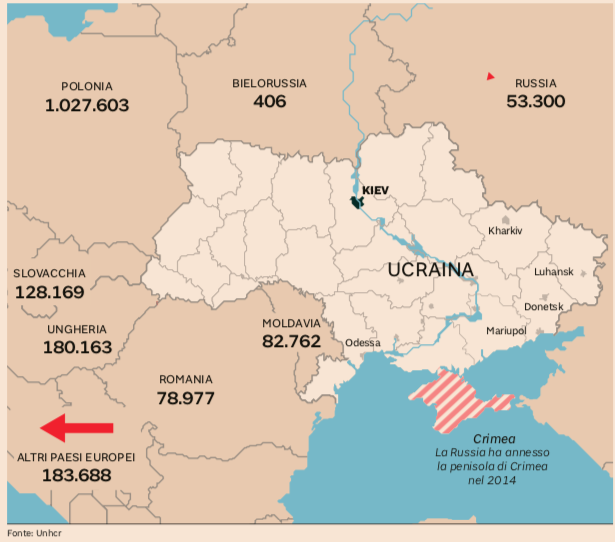 POLONIA
1.027.603
BIELORUSSIA
406
RUSSIA
53.300
KIEV
Kharkiv
UCRAINA
Luhansk
Donetsk
Mariupol
Odessa
SLOVACCHIA
128.169
UNGHERIA
180.163
MOLDAVIA
82.762
ROMANIA
78.977
ALTRI PAESI EUROPEI
183.688
Crimea
La Russia ha annesso
la penisola di Crimea
nel 2014
Fonte: Unhcr